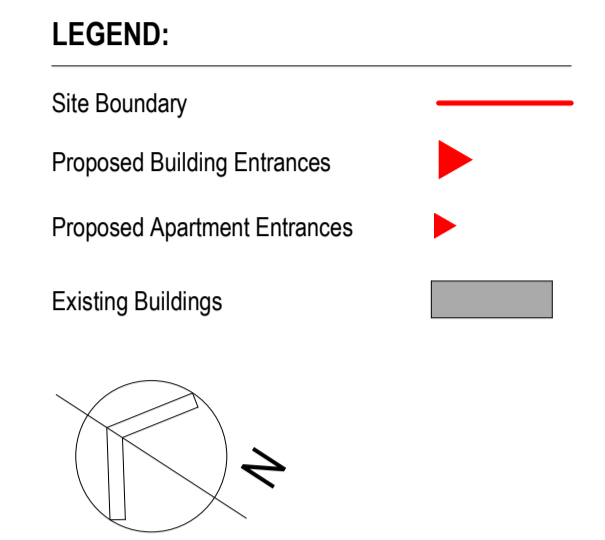 LEGEND:
Site Boundary
Proposed Building Entrances
Proposed Apartment Entrances
Existing Buildings
N